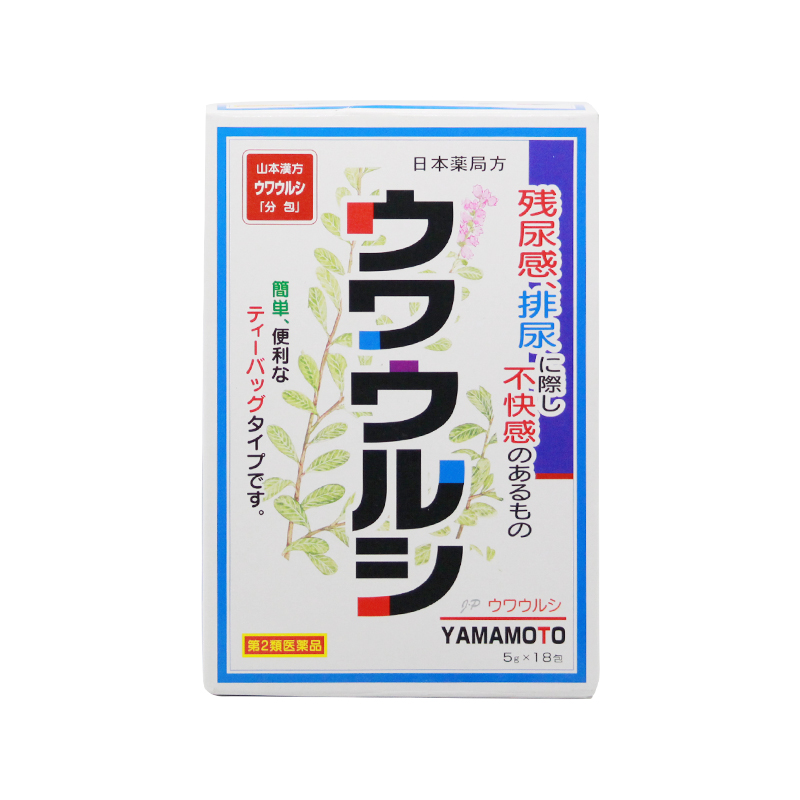 日本薬局方
山本漢方
ウワウルシ
「分包」
ウワウルシ
残尿感、排尿に際し
不快感のあるもの
簡単、便利な
ティーバッグタイプです。
JP ウワウルシ
YAMAMOTO
5g×18包
第2類医薬品